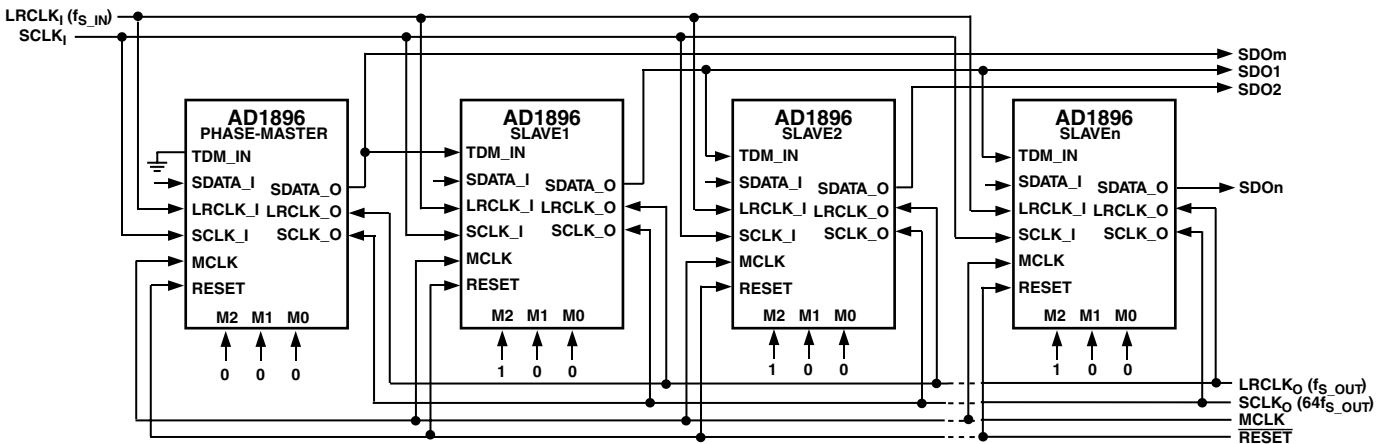 LRCLKI (fS_IN)
SCLKI
SDOm
SDO1
SDO2
AD1896
PHASE-MASTER
TDM_IN
SDATA_I
SDATA_O
LRCLK_I
LRCLK_O
SCLK_I
SCLK_O
MCLK
RESET
M2 M1 M0
0 0 0
AD1896
SLAVE1
TDM_IN
SDATA_I
SDATA_O
LRCLK_I
LRCLK_O
SCLK_I
SCLK_O
MCLK
RESET
M2 M1 M0
1 0 0
AD1896
SLAVE2
TDM_IN
SDATA_I
SDATA_O
LRCLK_I
LRCLK_O
SCLK_I
SCLK_O
MCLK
RESET
M2 M1 M0
1 0 0
AD1896
SLAVEn
TDM_IN
SDATA_I
SDATA_O
LRCLK_I
LRCLK_O
SCLK_I
SCLK_O
MCLK
RESET
M2 M1 M0
1 0 0
SDOn
LRCLKO (fS_OUT)
SCLKO (64fS_OUT)
MCLK
RESET